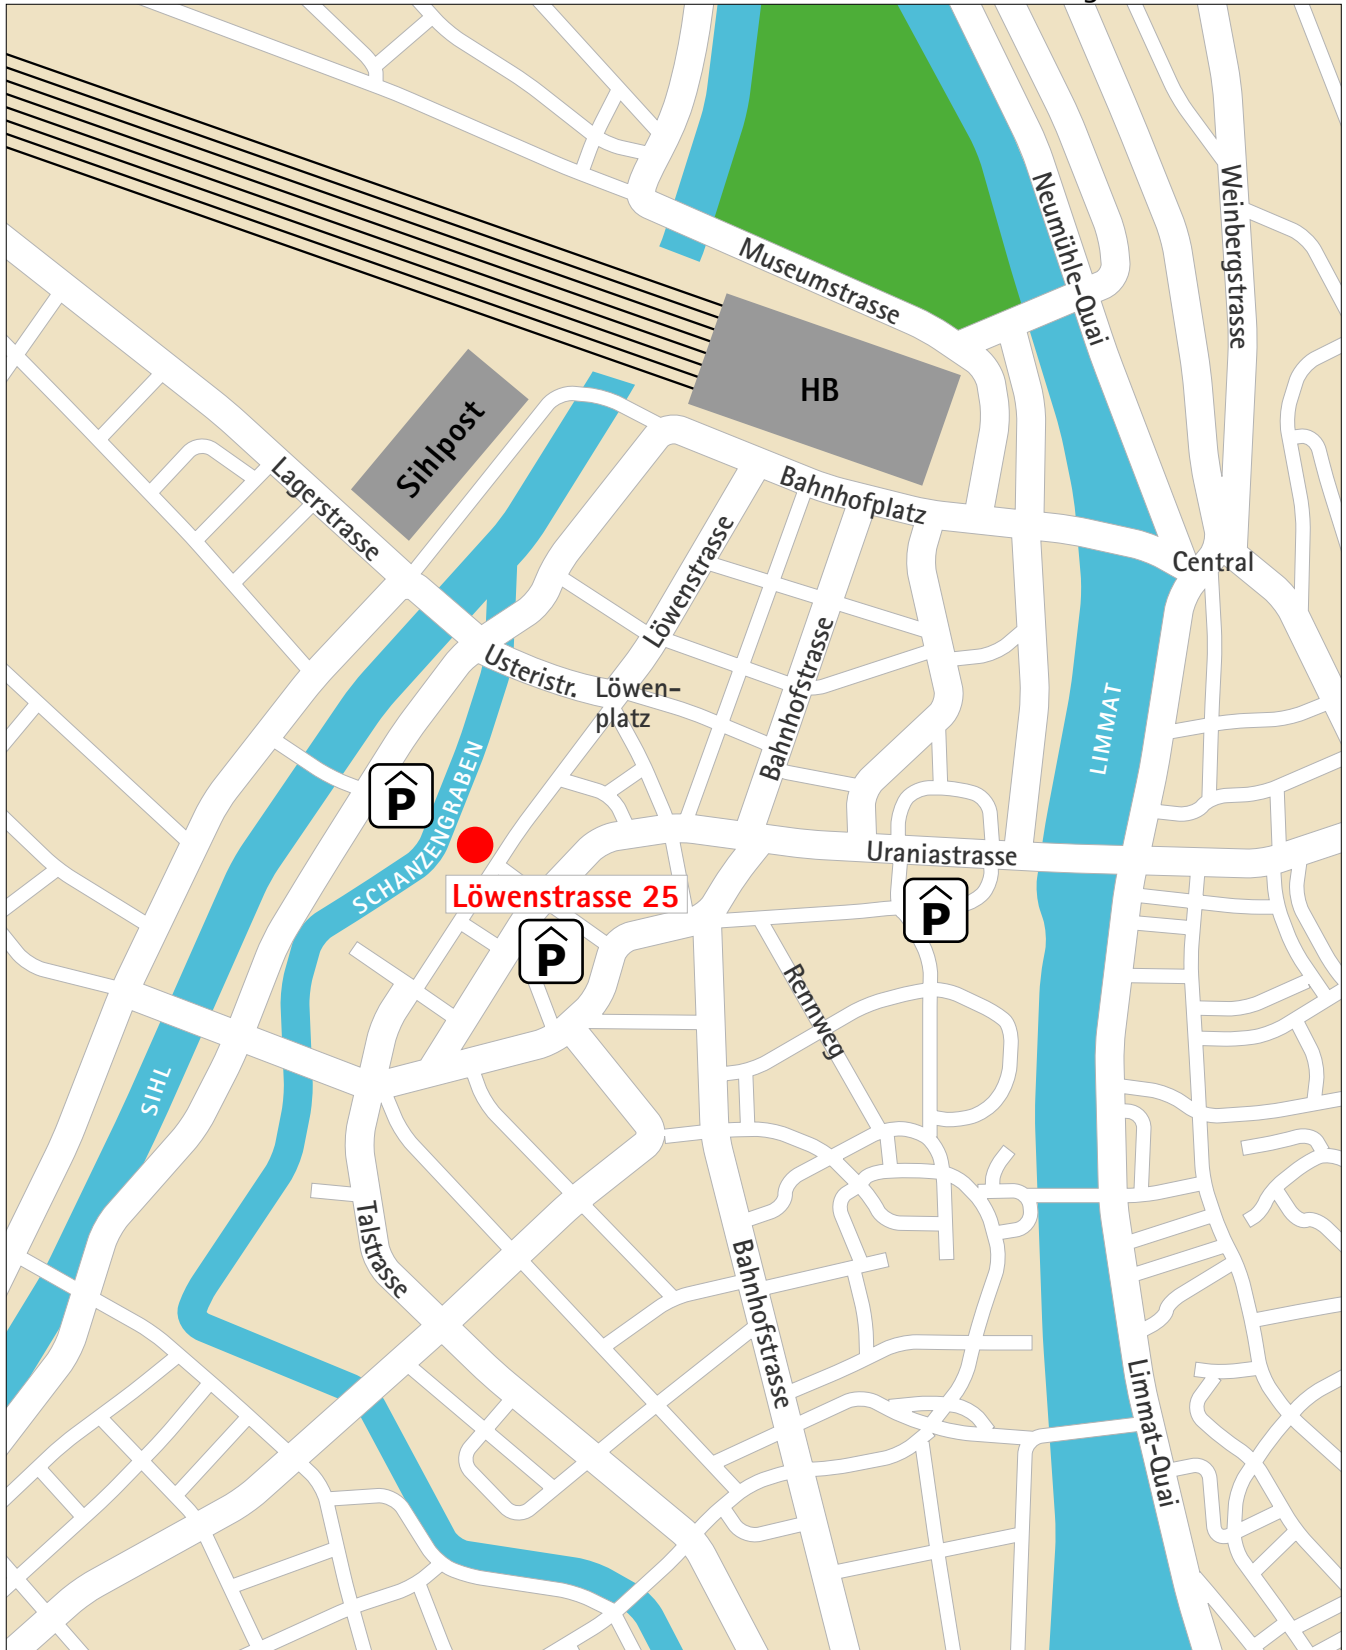 Neumühle-Quai
Weinbergstrasse
Museumstrasse
HB
Sihlpost
Lagerstrasse
Bahnhofplatz
Central
Löwenstrasse
Bahnhofstrasse
Usteristr.
Löwen-
platz
LIMMAT
SCHANZENGRABEN
P
Uraniastrasse
Löwenstrasse 25
P
P
Rennweg
SIHL
Talstrasse
Bahnhofstrasse
Limmat-Quai